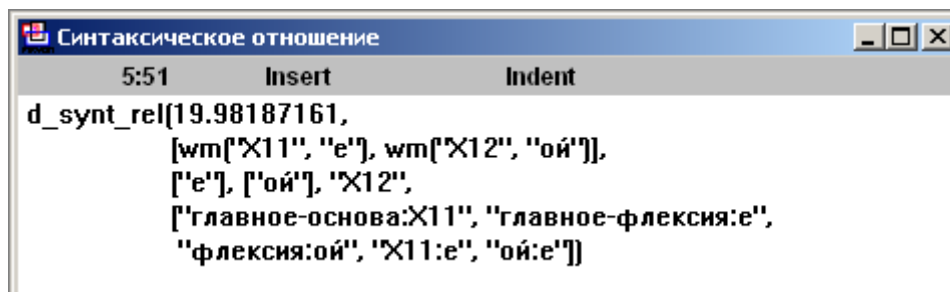 Синтаксическое отношение
5:51 Insert Indent
d_synt_rel(19.98187161,
[wm("X11", "е"), wm("X12", "ой")],
["е"], ["ой"], "X12",
["главное-основа:X11", "главное-флексия:е",
"флексия:ой", "X11:е", "ой:е"])